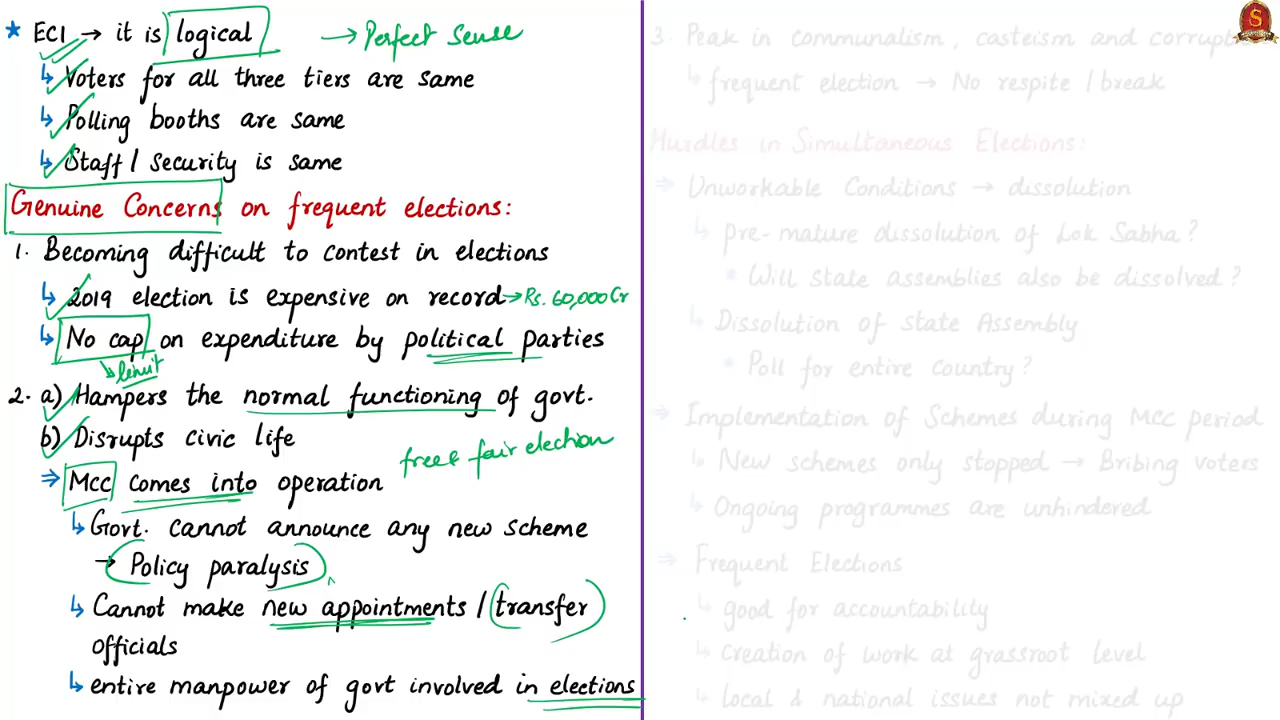 * ECI → it is logical → Perfect Sense
↳ Voters for all three tiers are same
↳ Polling booths are same
↳ Staff / Security is same
Genuine Concerns on frequent elections:
1. Becoming difficult to contest in elections
↳ 2019 election is expensive on record → Rs. 60,000 Cr
↳ No cap on expenditure by political parties
↘ limit
2. a) Hampers the normal functioning of govt.
b) Disrupts civic life
free & fair election
⇒ MCC comes into operation
↳ Govt. cannot announce any new scheme
→ Policy paralysis
↳ Cannot make new appointments / transfer
officials
↳ entire manpower of govt involved in elections
S
3. Peak in communalism, casteism and corrupt
↳ frequent election → No respite / break
Hurdles in Simultaneous Elections:
⇒ Unworkable Conditions → dissolution
↳ pre-mature dissolution of Lok Sabha?
* Will state assemblies also be dissolved?
↳ Dissolution of state Assembly
* Poll for entire country?
⇒ Implementation of Schemes during MCC period
↳ New schemes only stopped → Bribing voters
↳ Ongoing programmes are unhindered
⇒ Frequent Elections
↳ good for accountability
↳ creation of work at grassroot level
↳ local & national issues not mixed up